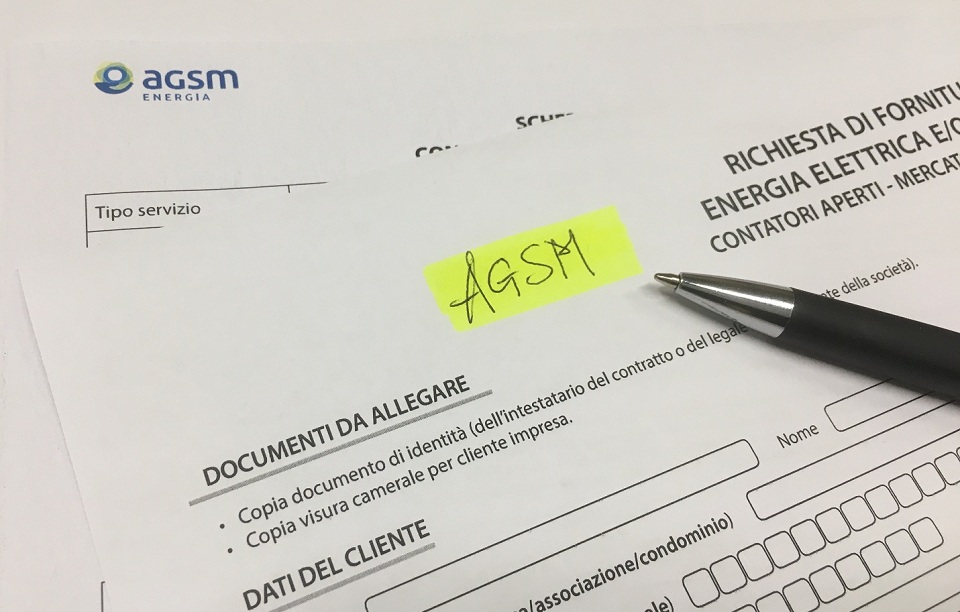 agsm
ENERGIA
Tipo servizio
RICHIESTA DI
ENERGIA ELETTRICA
CONTATORI APERTI -
AGSM
DOCUMENTI DA ALLEGARE
• Copia documento di identità (dell'intestatario del contratto o del legale della società).
• Copia visura camerale per cliente impresa.
DATI DEL CLIENTE
Nome
/associazione/condominio)